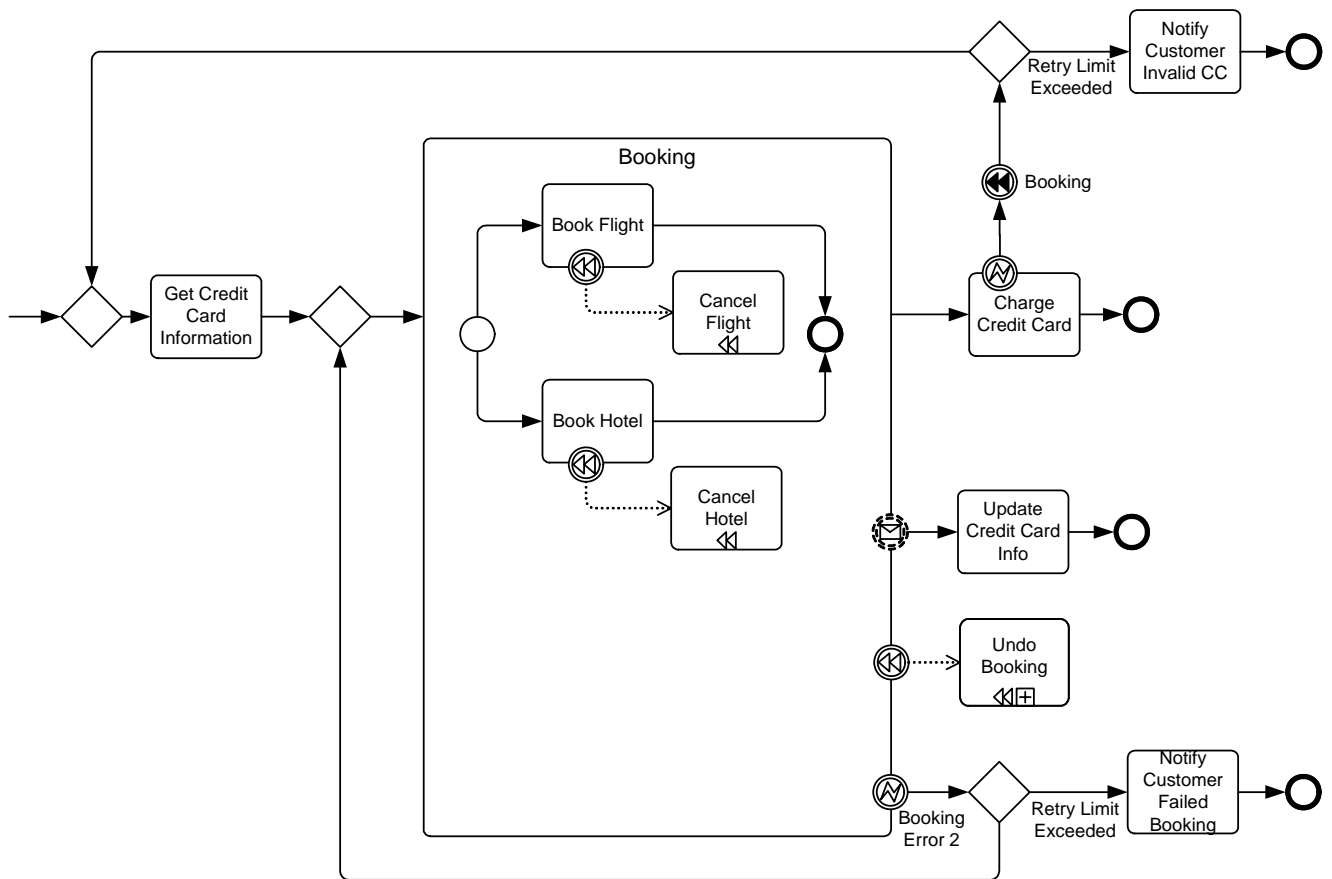 Notify
Customer
Invalid CC
Retry Limit
Exceeded
Booking
Booking
Book Flight
Cancel
Flight
Get Credit
Card
Information
Charge
Credit Card
Book Hotel
Cancel
Hotel
Update
Credit Card
Info
Undo
Booking
Booking
Error 2
Retry Limit
Exceeded
Notify
Customer
Failed
Booking